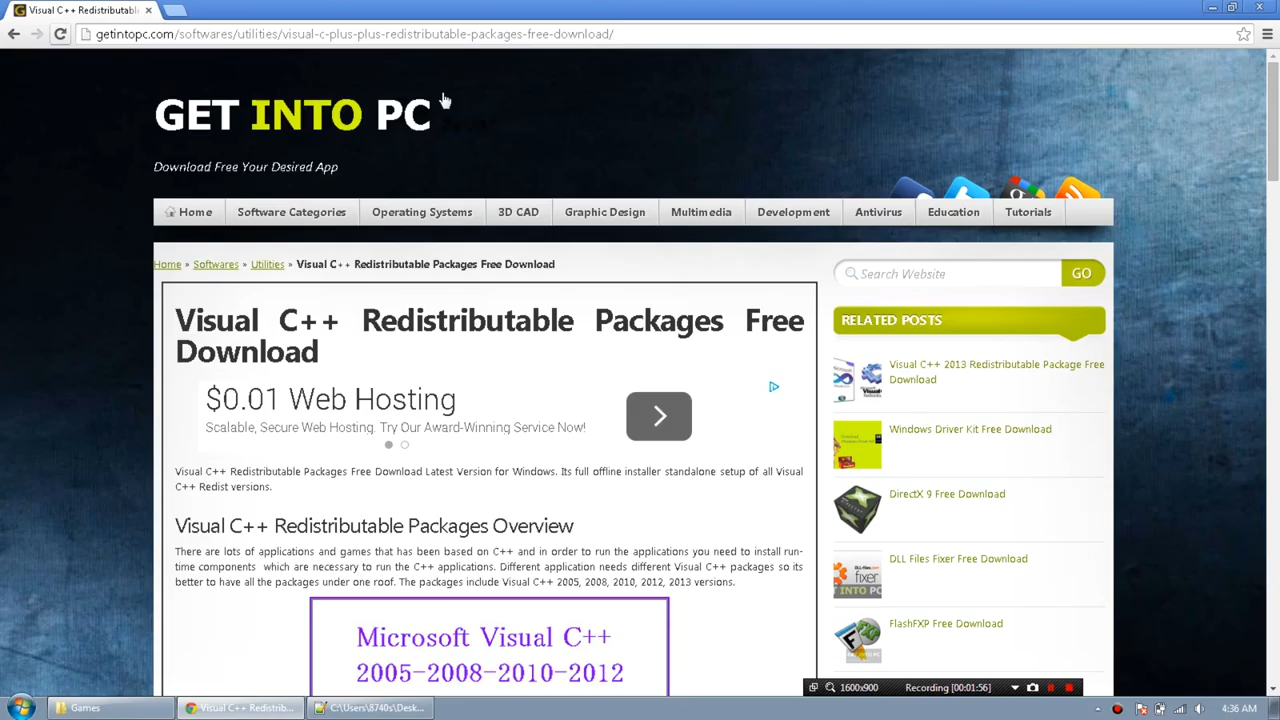 Visual C++ Redistributable
getintopc.com/softwares/utilities/visual-c-plus-plus-redistributable-packages-free-download/
GET INTO PC
Download Free Your Desired App
Home
Software Categories
Operating Systems
3D CAD
Graphic Design
Multimedia
Development
Antivirus
Education
Tutorials
Home » Softwares » Utilities » Visual C++ Redistributable Packages Free Download
Search Website
GO
Visual C++ Redistributable Packages Free
Download
$0.01 Web Hosting
Scalable, Secure Web Hosting. Try Our Award-Winning Service Now!
Visual C++ Redistributable Packages Free Download Latest Version for Windows. Its full offline installer standalone setup of all Visual
C++ Redist versions.
Visual C++ Redistributable Packages Overview
There are lots of applications and games that has been based on C++ and in order to run the applications you need to install run-
time components which are necessary to run the C++ applications. Different application needs different Visual C++ packages so its
better to have all the packages under one roof. The packages include Visual C++ 2005, 2008, 2010, 2012, 2013 versions.
Microsoft Visual C++
2005-2008-2010-2012
RELATED POSTS
Visual C++ 2013 Redistributable Package Free
Download
Windows Driver Kit Free Download
DirectX 9 Free Download
DLL Files Fixer Free Download
FlashFXP Free Download
1600x900
Recording [00:01:56]
Games
Visual C++ Redistrib...
C:\Users\8740s\Desk...
4:36 AM